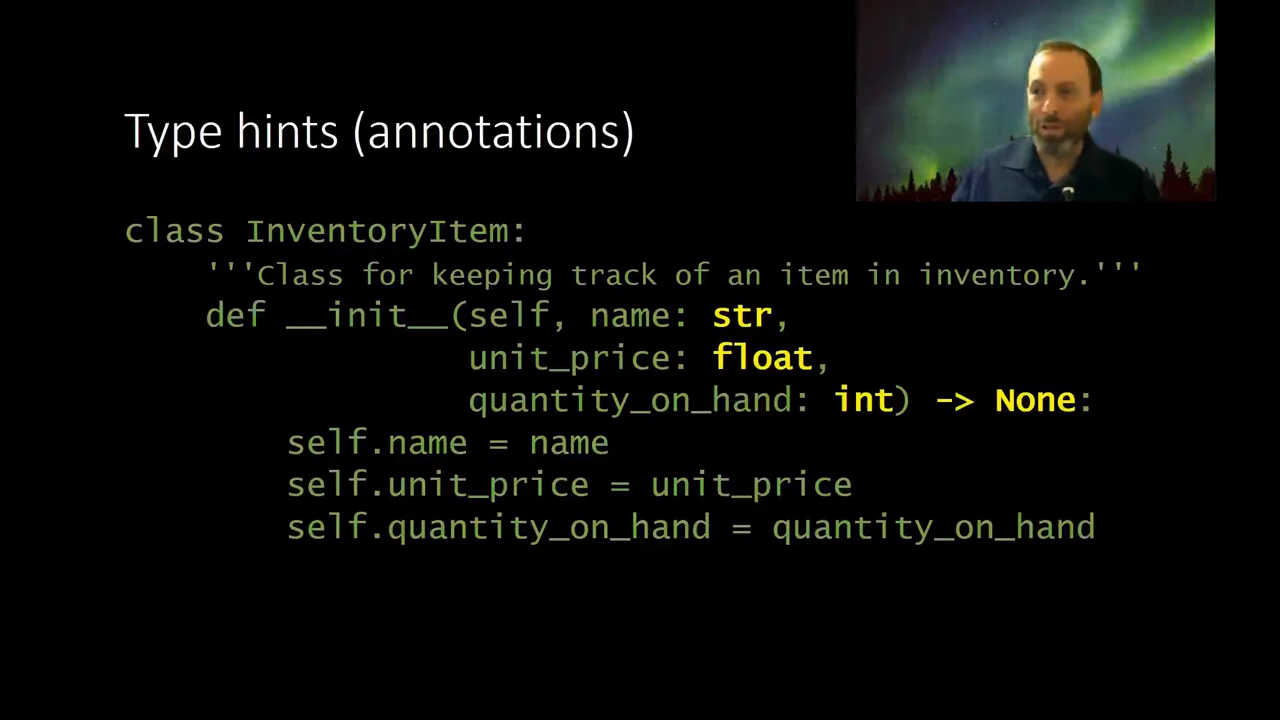 Type hints (annotations)
class InventoryItem:
'''Class for keeping track of an item in inventory.'''
def __init__(self, name: str,
unit_price: float,
quantity_on_hand: int) -> None:
self.name = name
self.unit_price = unit_price
self.quantity_on_hand = quantity_on_hand